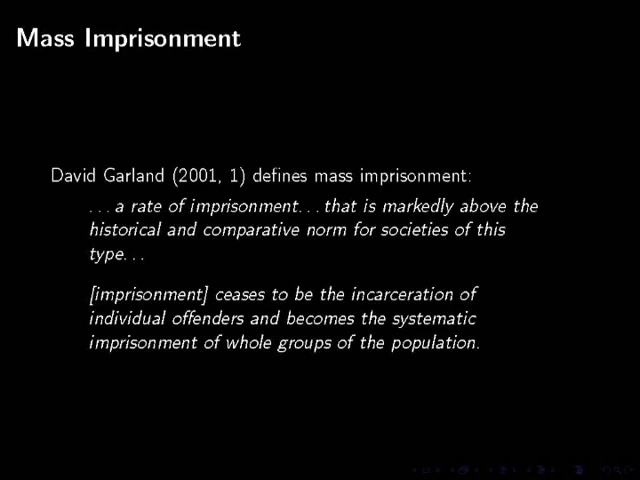 Mass Imprisonment
David Garland (2001, 1) defines mass imprisonment:
. . . a rate of imprisonment. . . that is markedly above the
historical and comparative norm for societies of this
type. . .
[imprisonment] ceases to be the incarceration of
individual offenders and becomes the systematic
imprisonment of whole groups of the population.